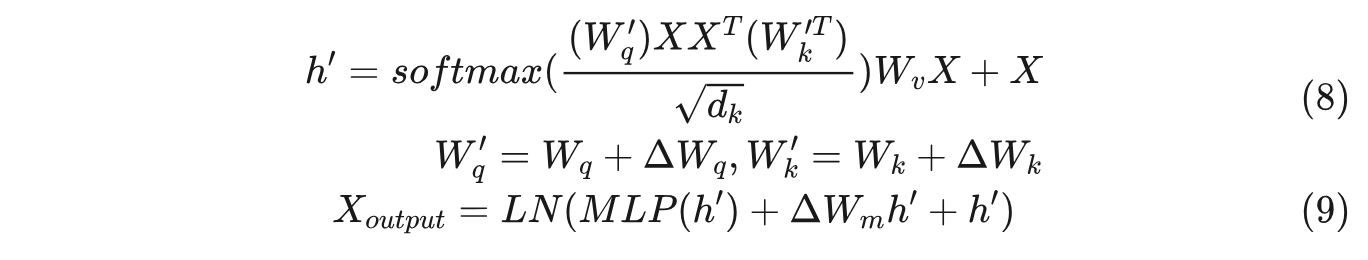 h′ = softmax((W′_q)XX^T(W′^T_k) / √d_k)W_vX + X (8)
W′_q = W_q + ΔW_q, W′_k = W_k + ΔW_k
X_output = LN(MLP(h′) + ΔW_mh′ + h′) (9)